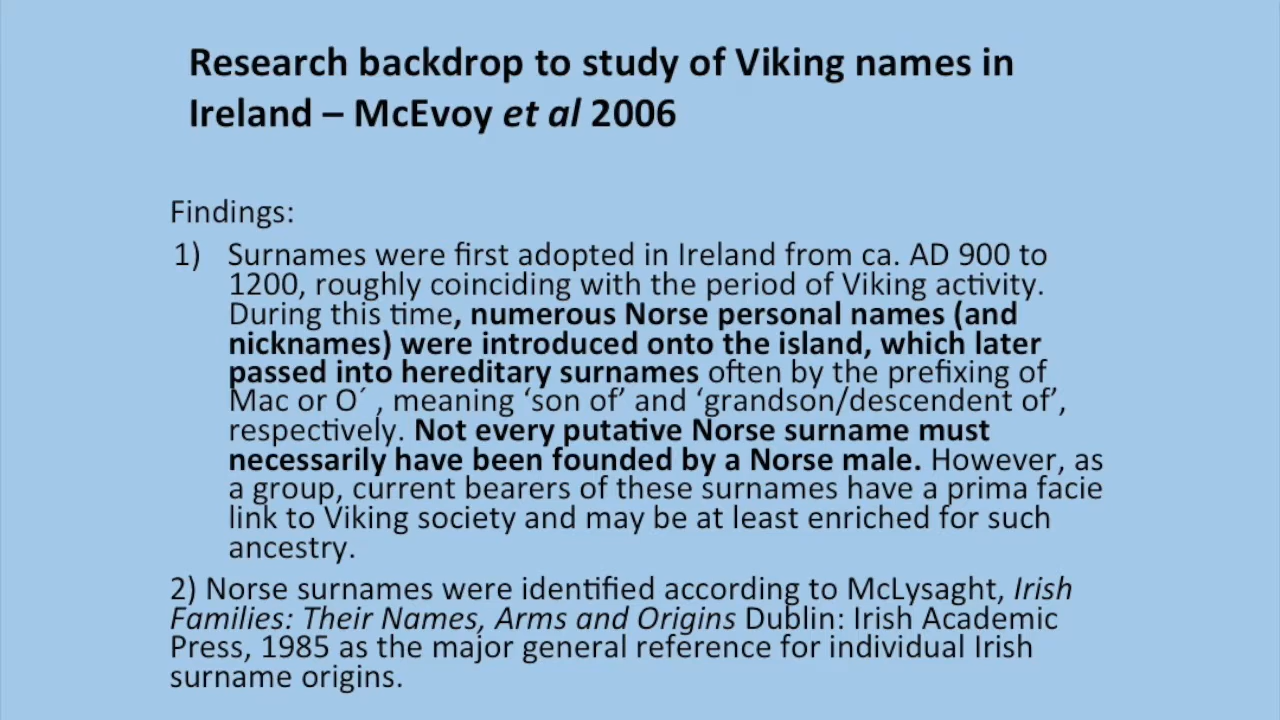 Research backdrop to study of Viking names in
Ireland – McEvoy et al 2006
Findings:
1) Surnames were first adopted in Ireland from ca. AD 900 to
1200, roughly coinciding with the period of Viking activity.
During this time, numerous Norse personal names (and
nicknames) were introduced onto the island, which later
passed into hereditary surnames often by the prefixing of
Mac or O´ , meaning ‘son of’ and ‘grandson/descendent of’,
respectively. Not every putative Norse surname must
necessarily have been founded by a Norse male. However, as
a group, current bearers of these surnames have a prima facie
link to Viking society and may be at least enriched for such
ancestry.
2) Norse surnames were identified according to McLysaght, Irish
Families: Their Names, Arms and Origins Dublin: Irish Academic
Press, 1985 as the major general reference for individual Irish
surname origins.